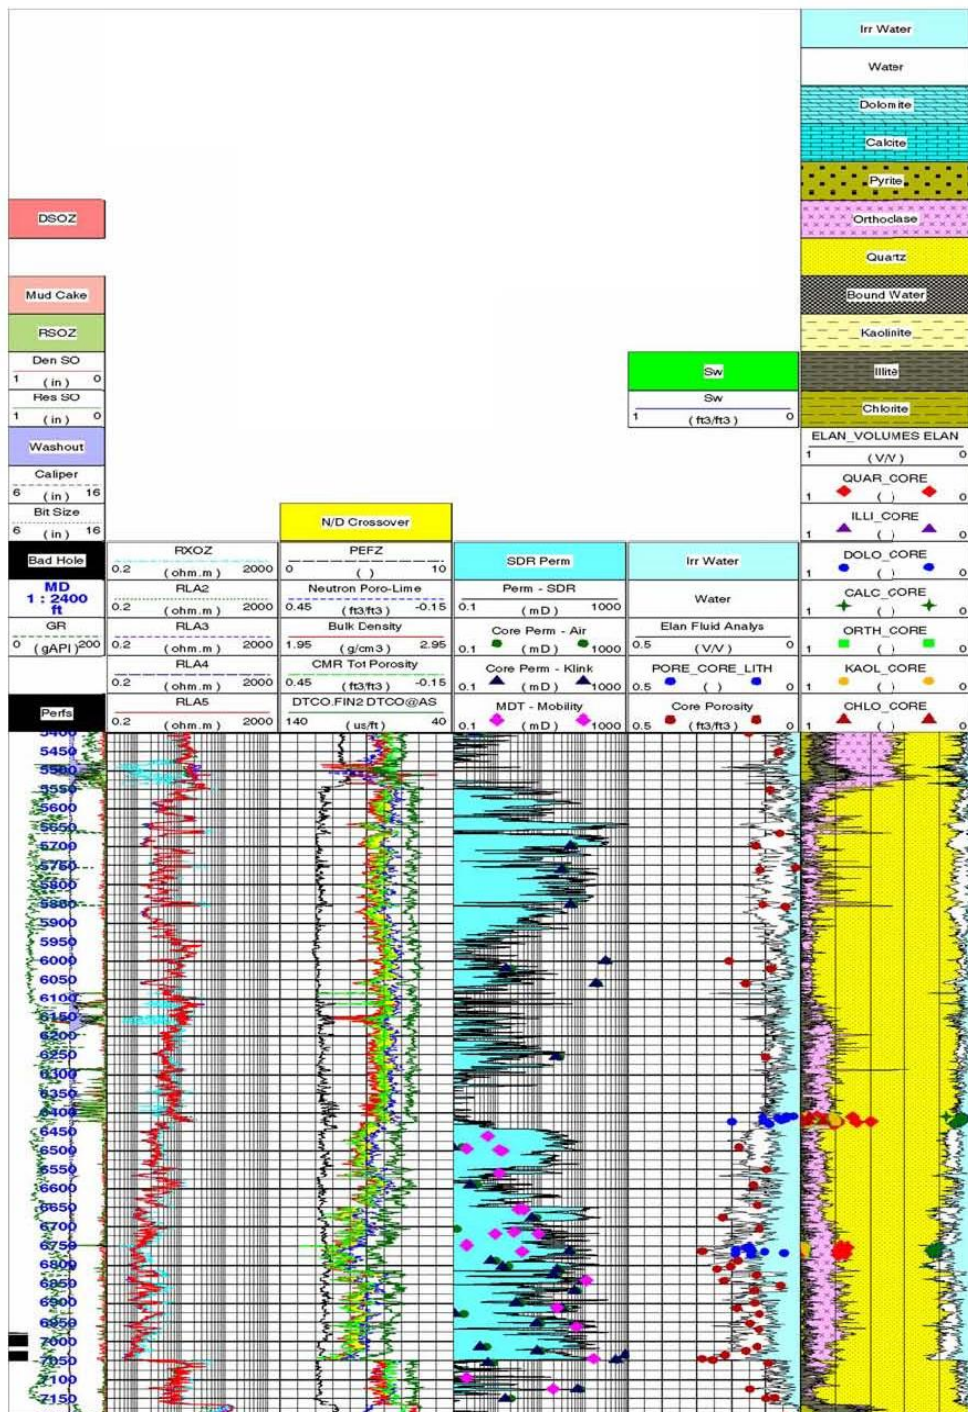 Irr Water
Water
Dolomite
Calcite
Pyrite
DSOZ
Orthoclase
Quartz
Mud Cake
Bound Water
RSOZ
Kaolinite
Den SO
1 (in) 0
Sw
Illite
Res SO
1 (in) 0
Sw
1 (ft3/ft3) 0
Chlorite
Washout
ELAN_VOLUMES ELAN
1 (V/V) 0
Caliper
6 (in) 16
QUAR_CORE
1 ( ) 0
Bit Size
6 (in) 16
N/D Crossover
ILLI_CORE
1 ( ) 0
Bad Hole
RXOZ
0.2 (ohm.m) 2000
PEFZ
0 ( ) 10
SDR Perm
Irr Water
DOLO_CORE
1 ( ) 0
MD
1 : 2400
ft
RLA2
0.2 (ohm.m) 2000
Neutron Poro-Lime
0.45 (ft3/ft3) -0.15
Perm - SDR
0.1 (mD) 1000
Water
CALC_CORE
1 ( ) 0
GR
0 (gAPI) 200
RLA3
0.2 (ohm.m) 2000
Bulk Density
1.95 (g/cm3) 2.95
Core Perm - Air
0.1 (mD) 1000
Elan Fluid Analys
0.5 (V/V) 0
ORTH_CORE
1 ( ) 0
RLA4
0.2 (ohm.m) 2000
CMR Tot Porosity
0.45 (ft3/ft3) -0.15
Core Perm - Klink
0.1 (mD) 1000
PORE_CORE_LITH
0.5 ( ) 0
KAOL_CORE
1 ( ) 0
Perfs
RLA5
0.2 (ohm.m) 2000
DTCO.FIN2 DTCO@AS
140 (us/ft) 40
MDT - Mobility
0.1 (mD) 1000
Core Porosity
0.5 (ft3/ft3) 0
CHLO_CORE
1 ( ) 0
5400
5450
5500
5550
5600
5650
5700
5750
5800
5850
5900
5950
6000
6050
6100
6150
6200
6250
6300
6350
6400
6450
6500
6550
6600
6650
6700
6750
6800
6850
6900
6950
7000
7050
7100
7150